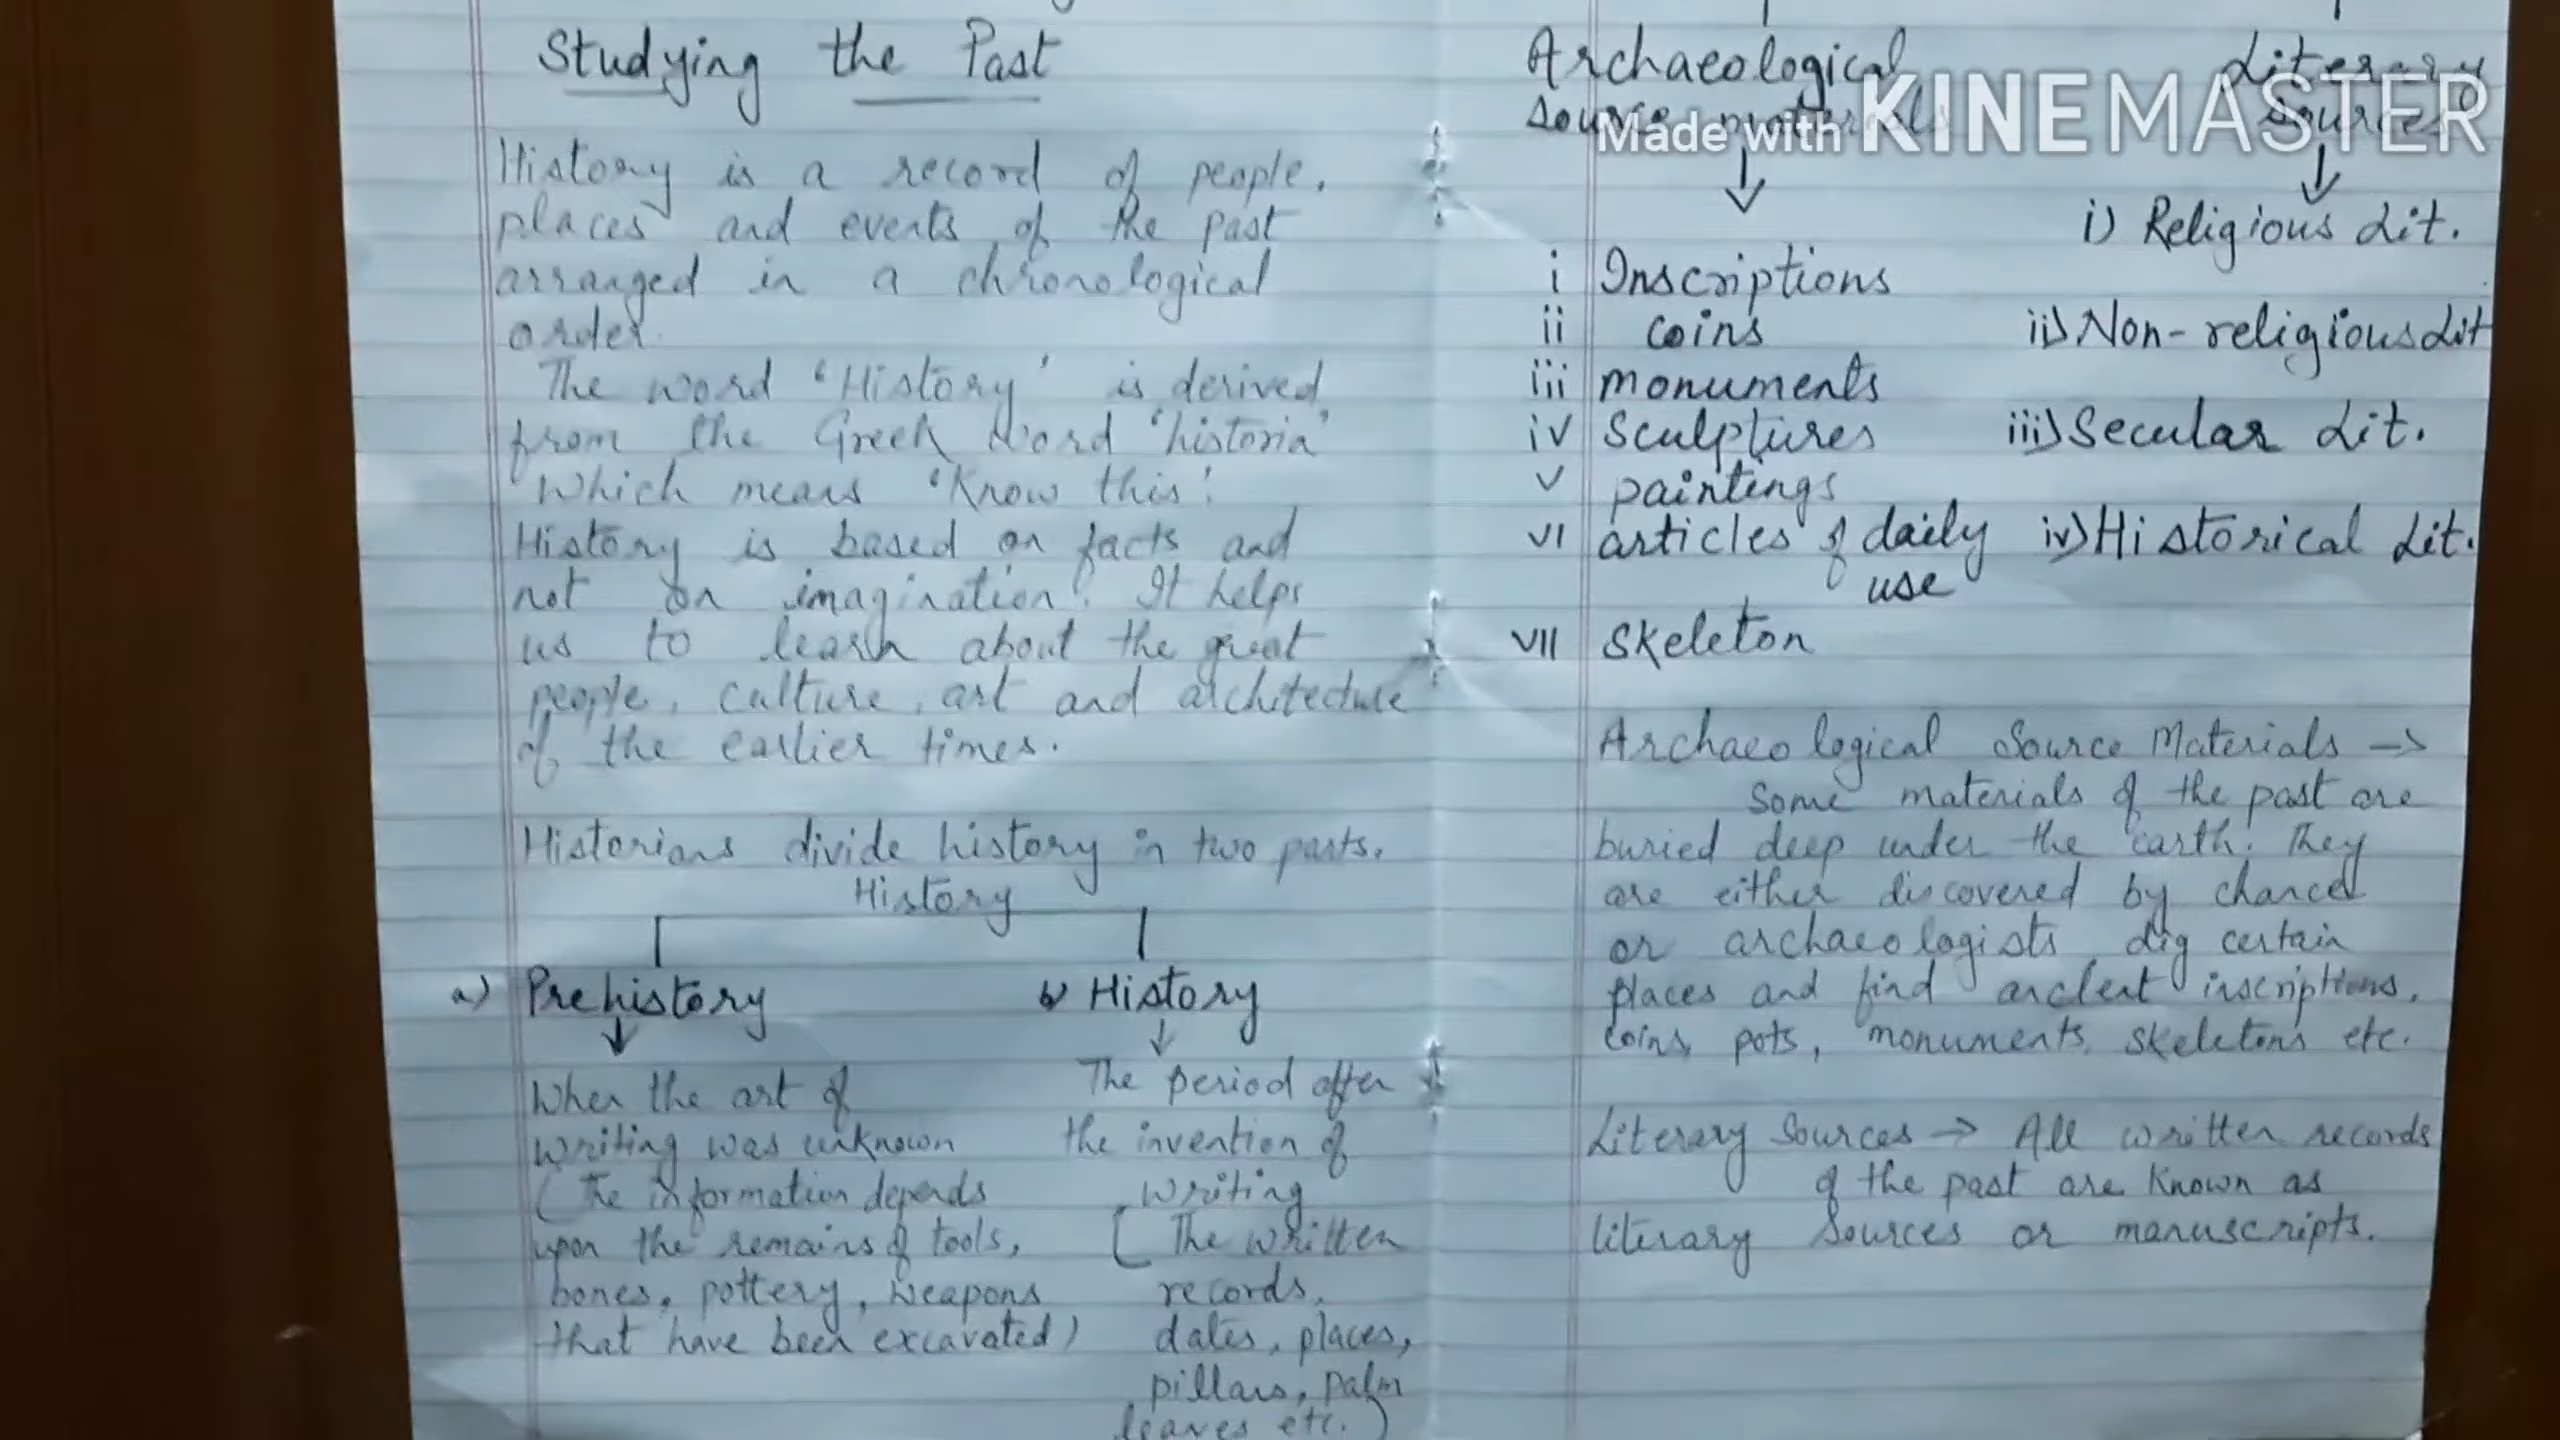 Studying the Past
History is a record of people,
places and events of the past
arranged in a chronological
order.
The word 'History' is derived
from the Greek Word 'historia'
Which means 'Know this'.
History is based on facts and
not on imagination. It helps
us to learn about the great
people, culture, art and architecture
of the earlier times.
Historians divide history in two parts.
History
a) Prehistory
When the art of
writing was unknown
(The information depends
upon the remains of tools,
bones, pottery, weapons
that have been excavated)
b) History
The period after
the invention of
writing
(The written
records,
dates, places,
pillars, palm
leaves etc.)
Archaeological
source materials
i Inscriptions
ii coins
iii monuments
iv Sculptures
v paintings
vi articles of daily
use
vii Skeleton
Literary
sources
i) Religious Lit.
ii) Non-religious Lit
iii) Secular Lit.
iv) Historical Lit.
Archaeological Source Materials →
Some materials of the past are
buried deep under the earth. They
are either discovered by chance
or archaeologists dig certain
places and find ancient inscriptions,
coins, pots, monuments, skeletons etc.
Literary Sources → All written records
of the past are known as
literary sources or manuscripts.
Made with KINEMASTER